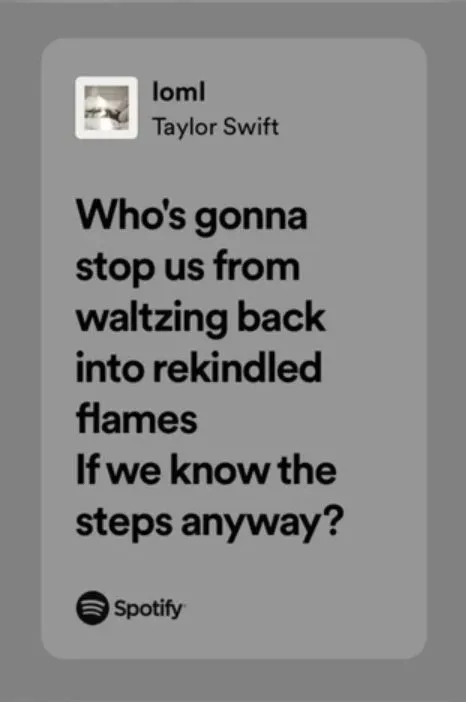 loml
Taylor Swift
Who's gonna
stop us from
waltzing back
into rekindled
flames
If we know the
steps anyway?
Spotify